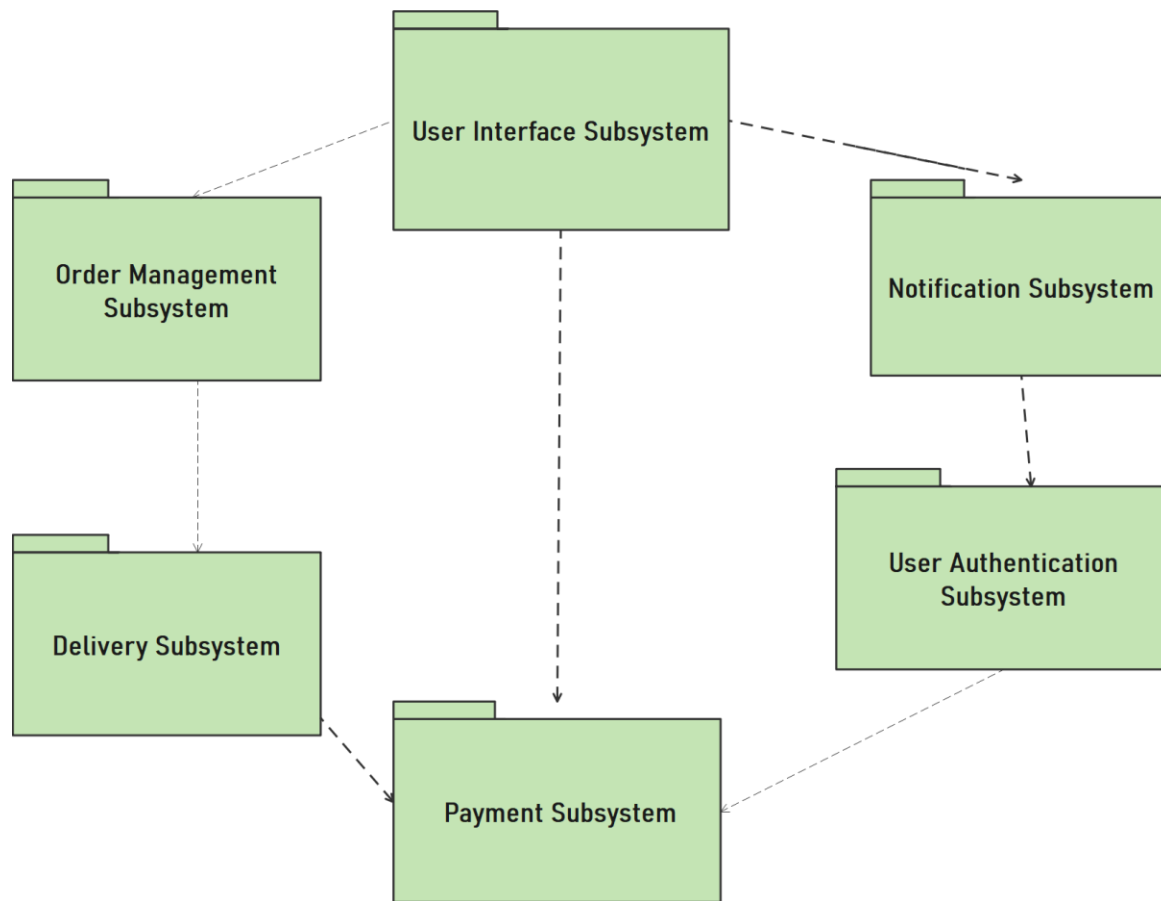 User Interface Subsystem
Order Management
Subsystem
Notification Subsystem
User Authentication
Subsystem
Delivery Subsystem
Payment Subsystem